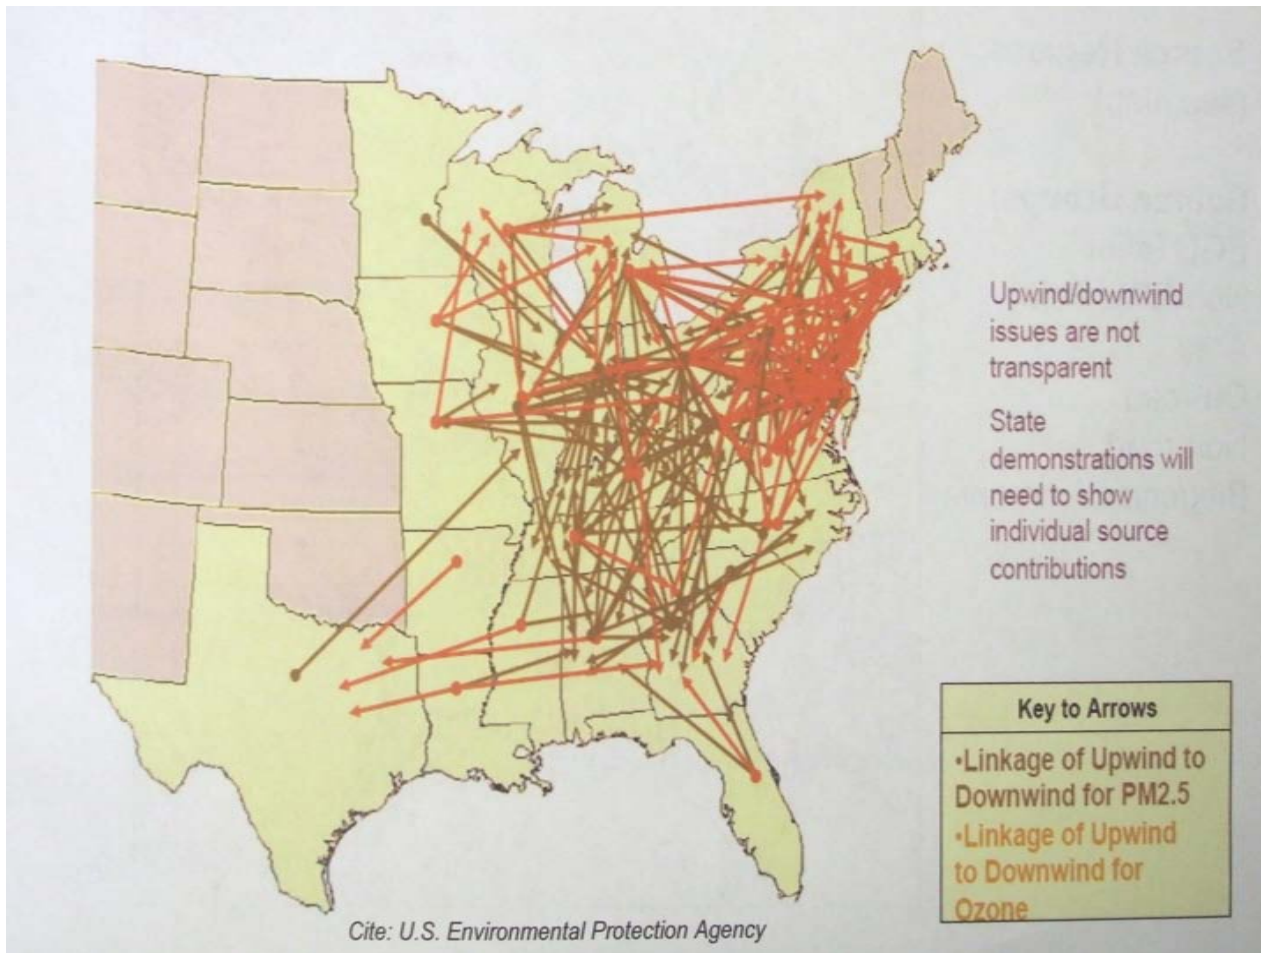 Upwind/downwind
issues are not
transparent
State
demonstrations will
need to show
individual source
contributions
Key to Arrows
•Linkage of Upwind to
Downwind for PM2.5
•Linkage of Upwind
to Downwind for
Ozone
Cite: U.S. Environmental Protection Agency